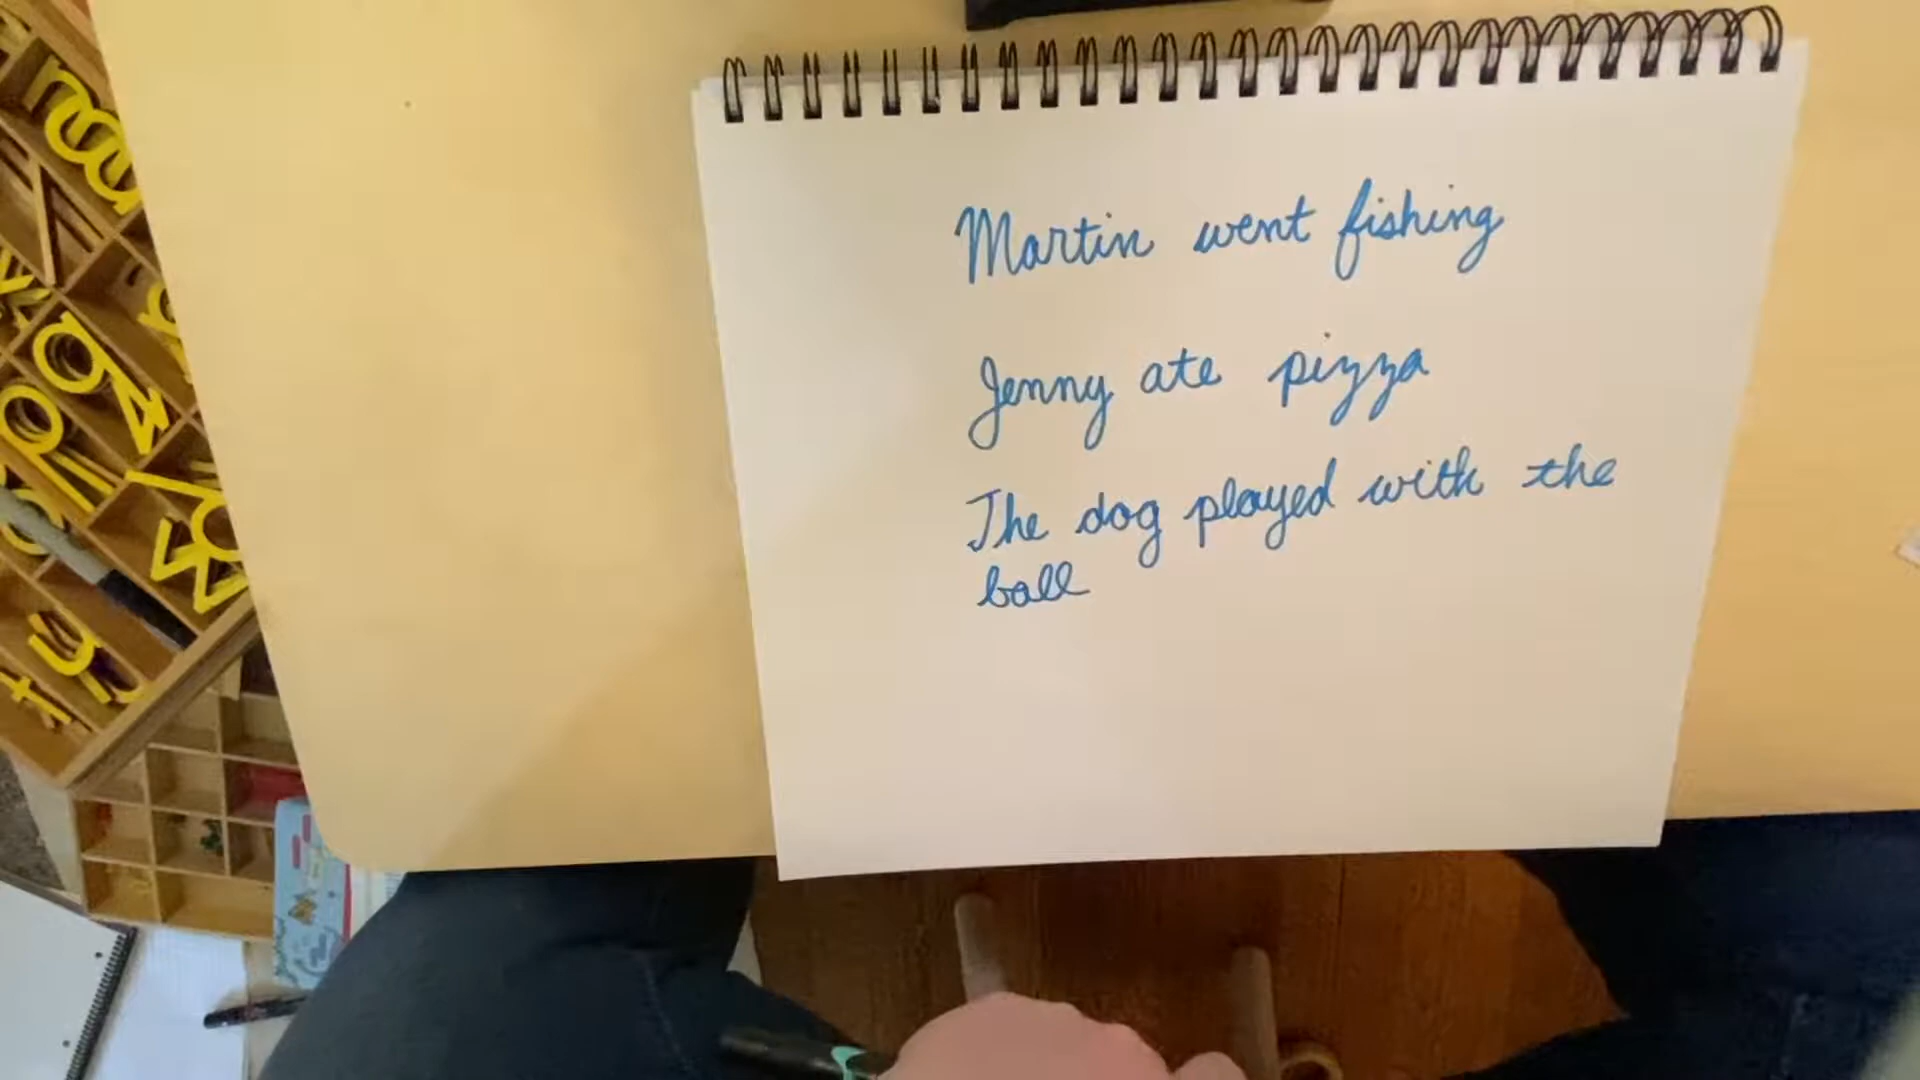 Martin went fishing
Jenny ate pizza
The dog played with the
ball